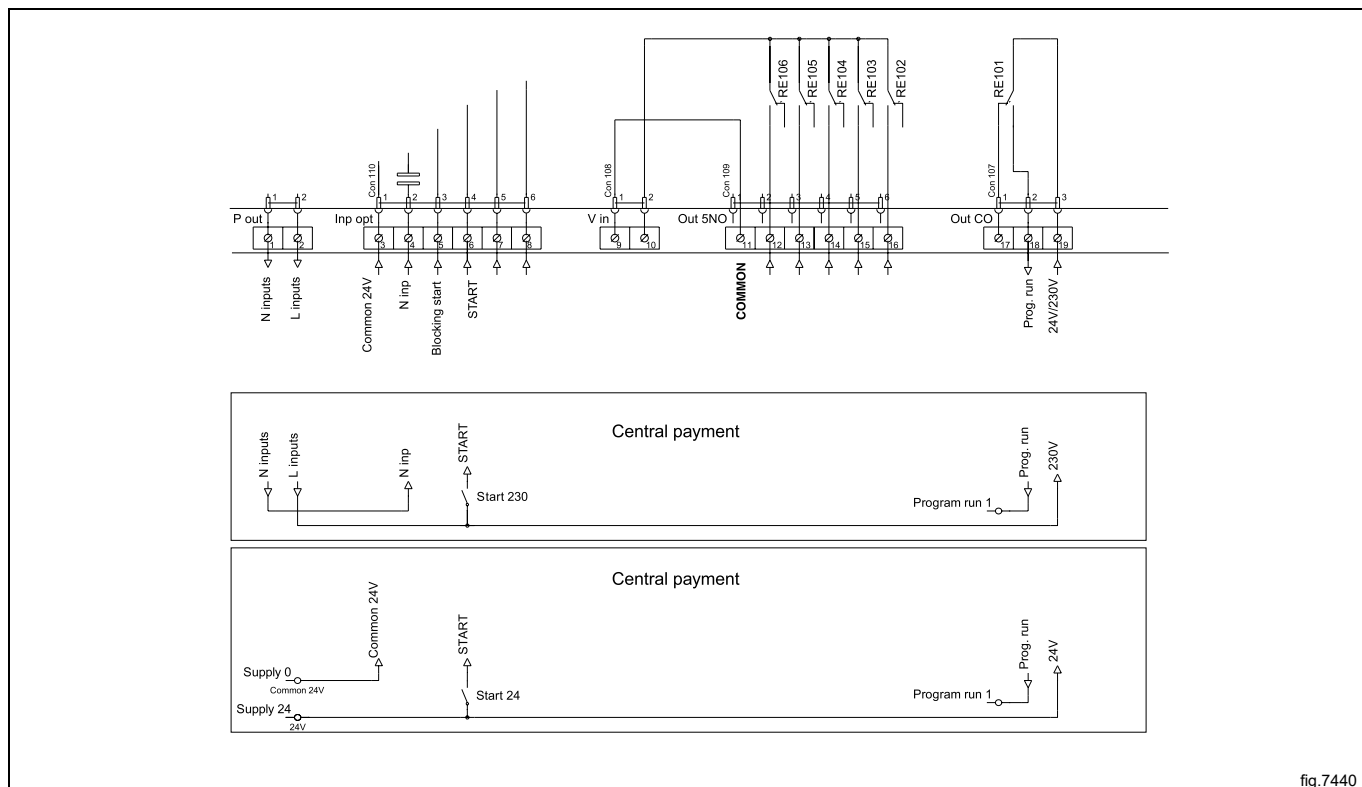 RE106
RE105
RE104
RE103
RE102
RE101
Con 110
Con 108
Con 109
Con 107
1 2
1 2 3 4 5 6
1 2
1 2 3 4 5 6
1 2 3
P out
Inp opt
V in
Out 5NO
Out CO
1 2
3 4 5 6 7 8
9 10
11 12 13 14 15 16
17 18 19
N inputs
L inputs
Common 24V
N inp
Blocking start
START
COMMON
Prog. run
24V/230V
Central payment
N inputs
L inputs
N inp
START
Start 230
Program run 1
Prog. run
230V
Central payment
Common 24V
START
Supply 0
Common 24V
Start 24
Supply 24
24V
Program run 1
Prog. run
24V
fig.7440